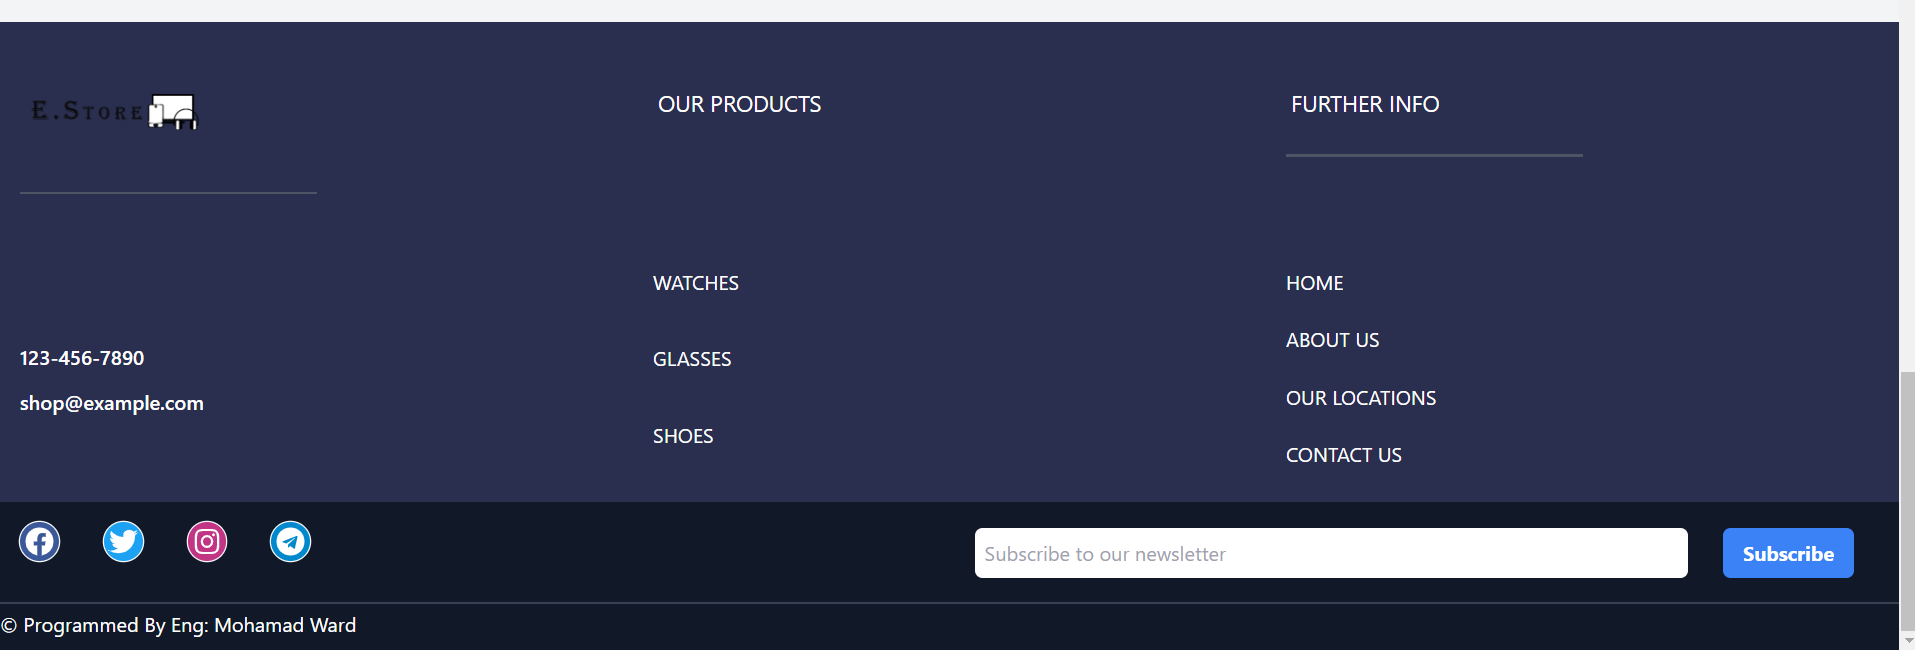 E.STORE
OUR PRODUCTS
FURTHER INFO
WATCHES
GLASSES
SHOES
HOME
ABOUT US
OUR LOCATIONS
CONTACT US
123-456-7890
shop@example.com
Subscribe to our newsletter
Subscribe
© Programmed By Eng: Mohamad Ward